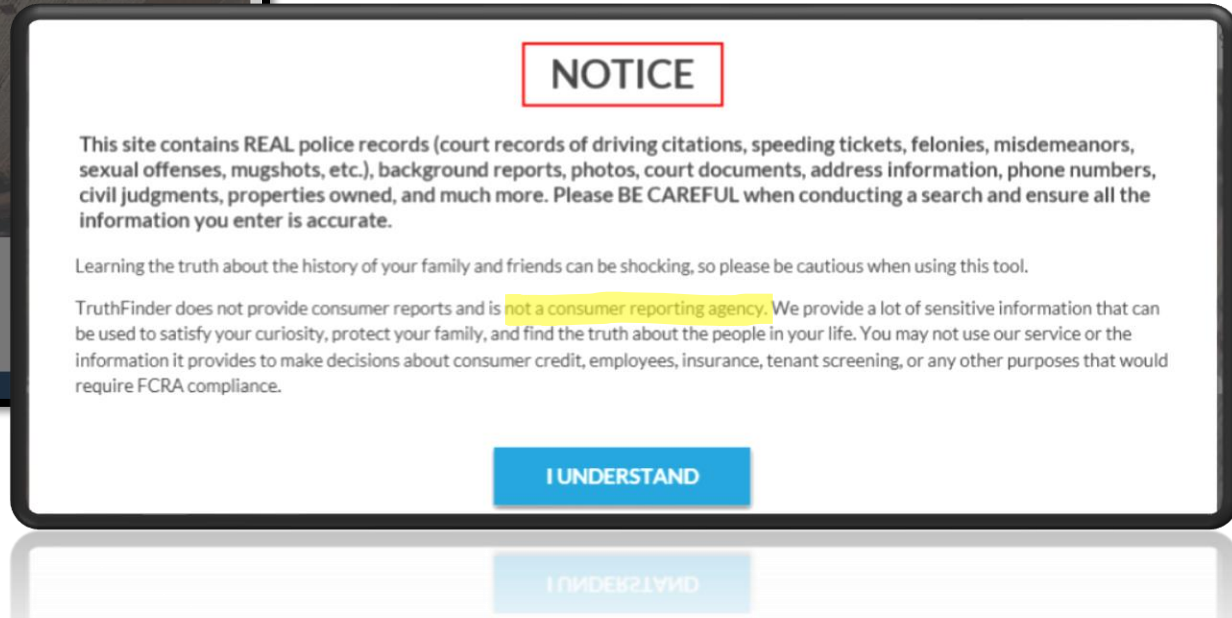 NOTICE
This site contains REAL police records (court records of driving citations, speeding tickets, felonies, misdemeanors,
sexual offenses, mugshots, etc.), background reports, photos, court documents, address information, phone numbers,
civil judgments, properties owned, and much more. Please BE CAREFUL when conducting a search and ensure all the
information you enter is accurate.
Learning the truth about the history of your family and friends can be shocking, so please be cautious when using this tool.
TruthFinder does not provide consumer reports and is not a consumer reporting agency. We provide a lot of sensitive information that can
be used to satisfy your curiosity, protect your family, and find the truth about the people in your life. You may not use our service or the
information it provides to make decisions about consumer credit, employees, insurance, tenant screening, or any other purposes that would
require FCRA compliance.
I UNDERSTAND
I UNDERSTAND